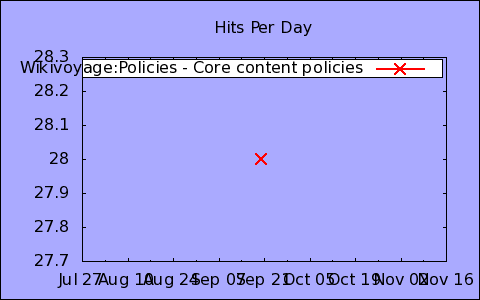 Hits Per Day
28.3
Wikivoyage:Policies - Core content policies
28.2
28.1
28
27.9
27.8
27.7
Jul 27 Aug 10 Aug 24 Sep 07 Sep 21 Oct 05 Oct 19 Nov 02 Nov 16